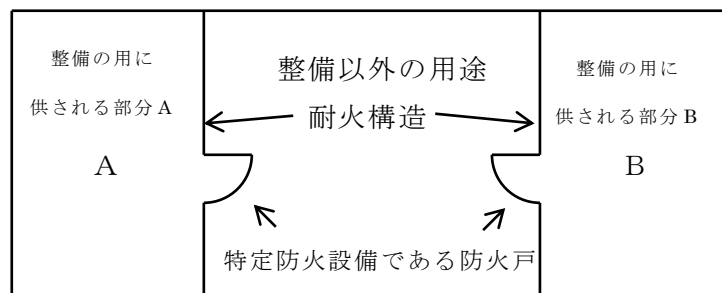 整備の用に
供される部分A
A
整備以外の用途
耐火構造
整備の用に
供される部分B
B
特定防火設備である防火戸